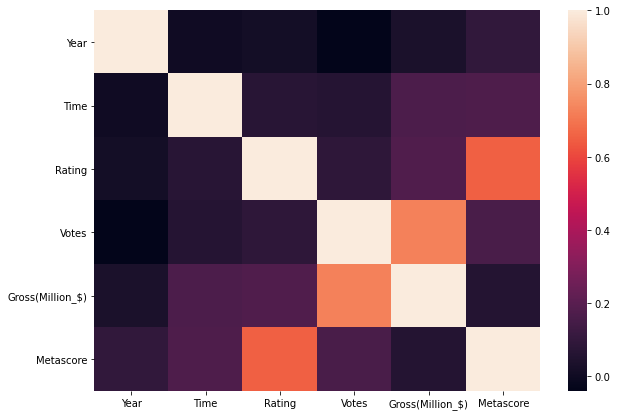 Year
Time
Rating
Votes
Gross(Million_$)
Metascore
Year Time Rating Votes Gross(Million_$) Metascore
1.0
0.8
0.6
0.4
0.2
0.0